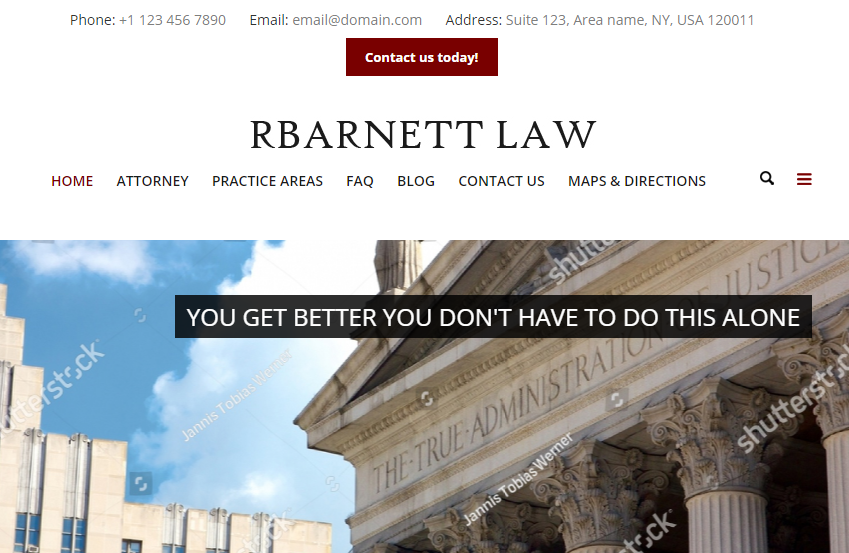 Phone: +1 123 456 7890 Email: email@domain.com Address: Suite 123, Area name, NY, USA 120011
Contact us today!
RBARNETT LAW
HOME ATTORNEY PRACTICE AREAS FAQ BLOG CONTACT US MAPS & DIRECTIONS
shutterstock
YOU GET BETTER YOU DON'T HAVE TO DO THIS ALONE
THE·TRUE·ADMINISTRATION OF JUSTICE
shutterstock
Jannis Tobias Werner
shutterstock
Jannis Tobias Werner
shutterstock